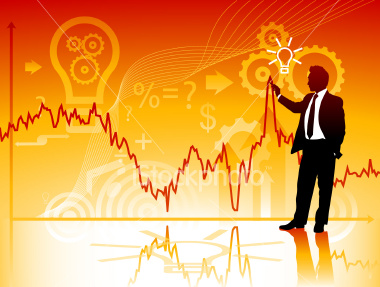 % = ?
?
$
iStockphoto